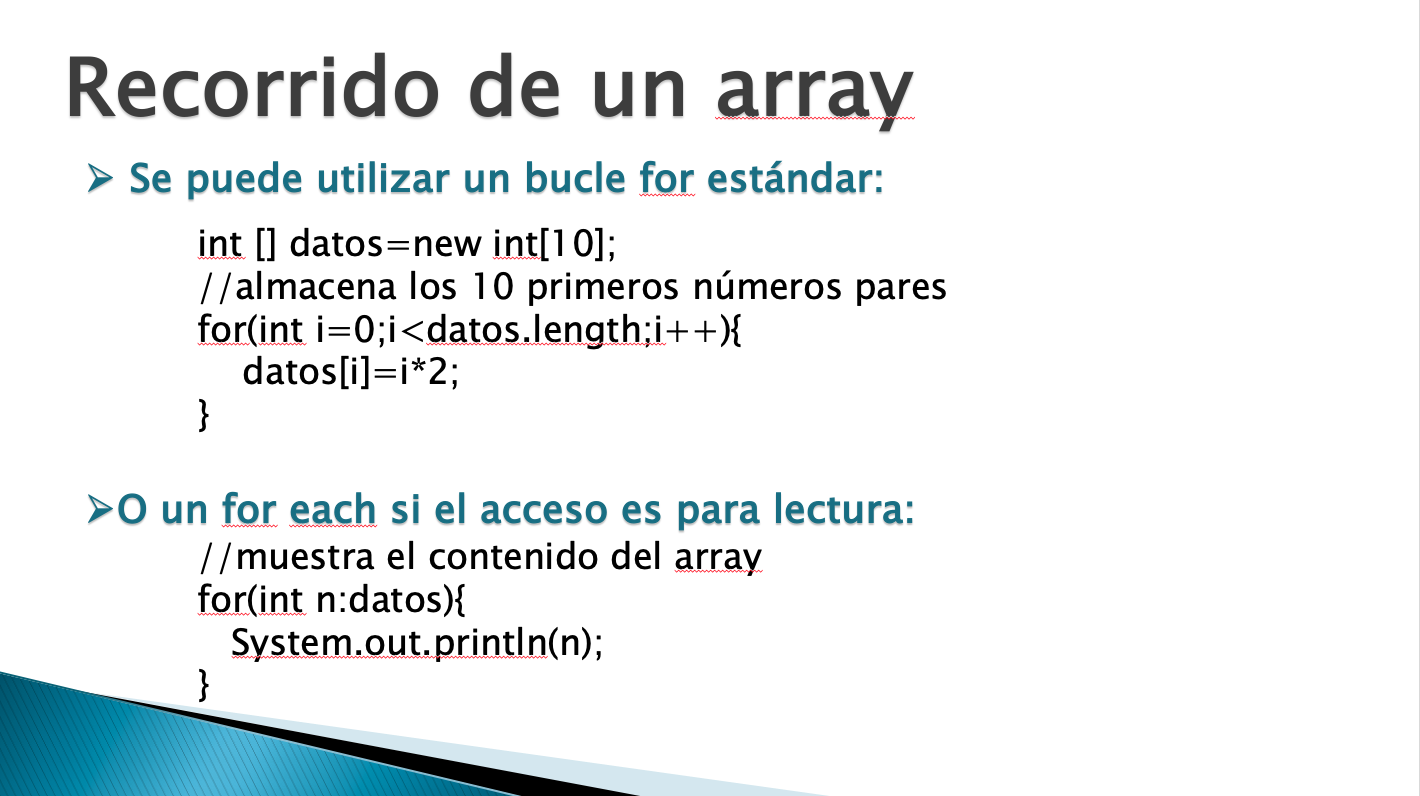 Recorrido de un array
➢ Se puede utilizar un bucle for estándar:
int [] datos=new int[10];
//almacena los 10 primeros números pares
for(int i=0;i<datos.length;i++){
datos[i]=i*2;
}
➢O un for each si el acceso es para lectura:
//muestra el contenido del array
for(int n:datos){
System.out.println(n);
}